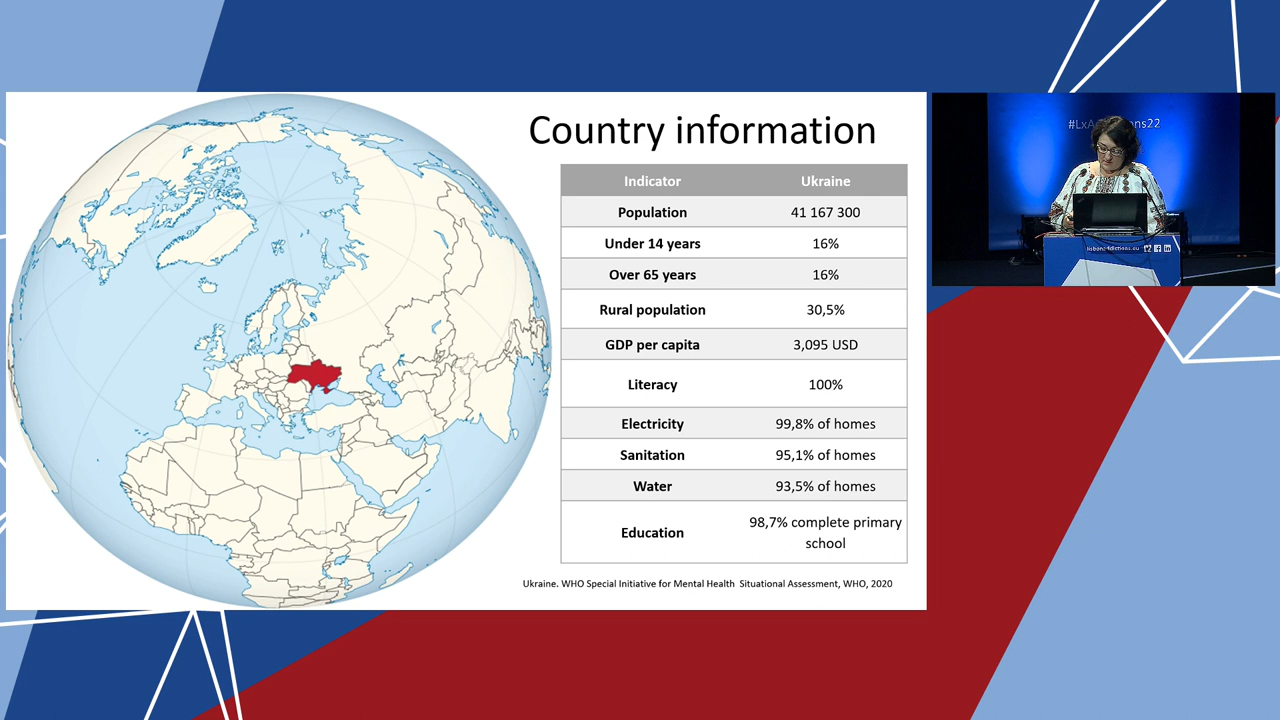 Country information
Indicator Ukraine
Population 41 167 300
Under 14 years 16%
Over 65 years 16%
Rural population 30,5%
GDP per capita 3,095 USD
Literacy 100%
Electricity 99,8% of homes
Sanitation 95,1% of homes
Water 93,5% of homes
Education 98,7% complete primary
school
Ukraine. WHO Special Initiative for Mental Health Situational Assessment, WHO, 2020